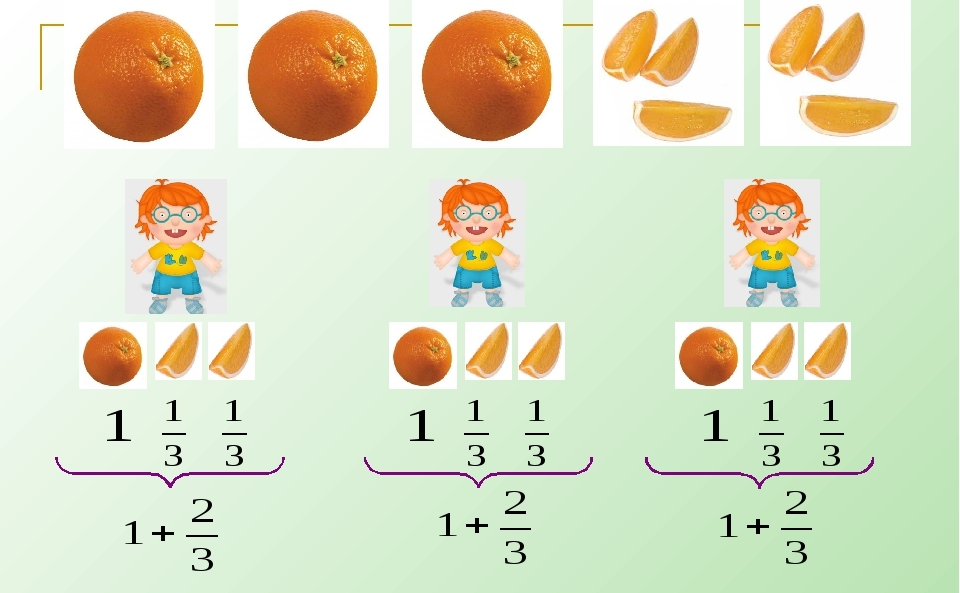 1 1/3 1/3 1 1/3 1/3 1 1/3 1/3
1 + 2/3 1 + 2/3 1 + 2/3